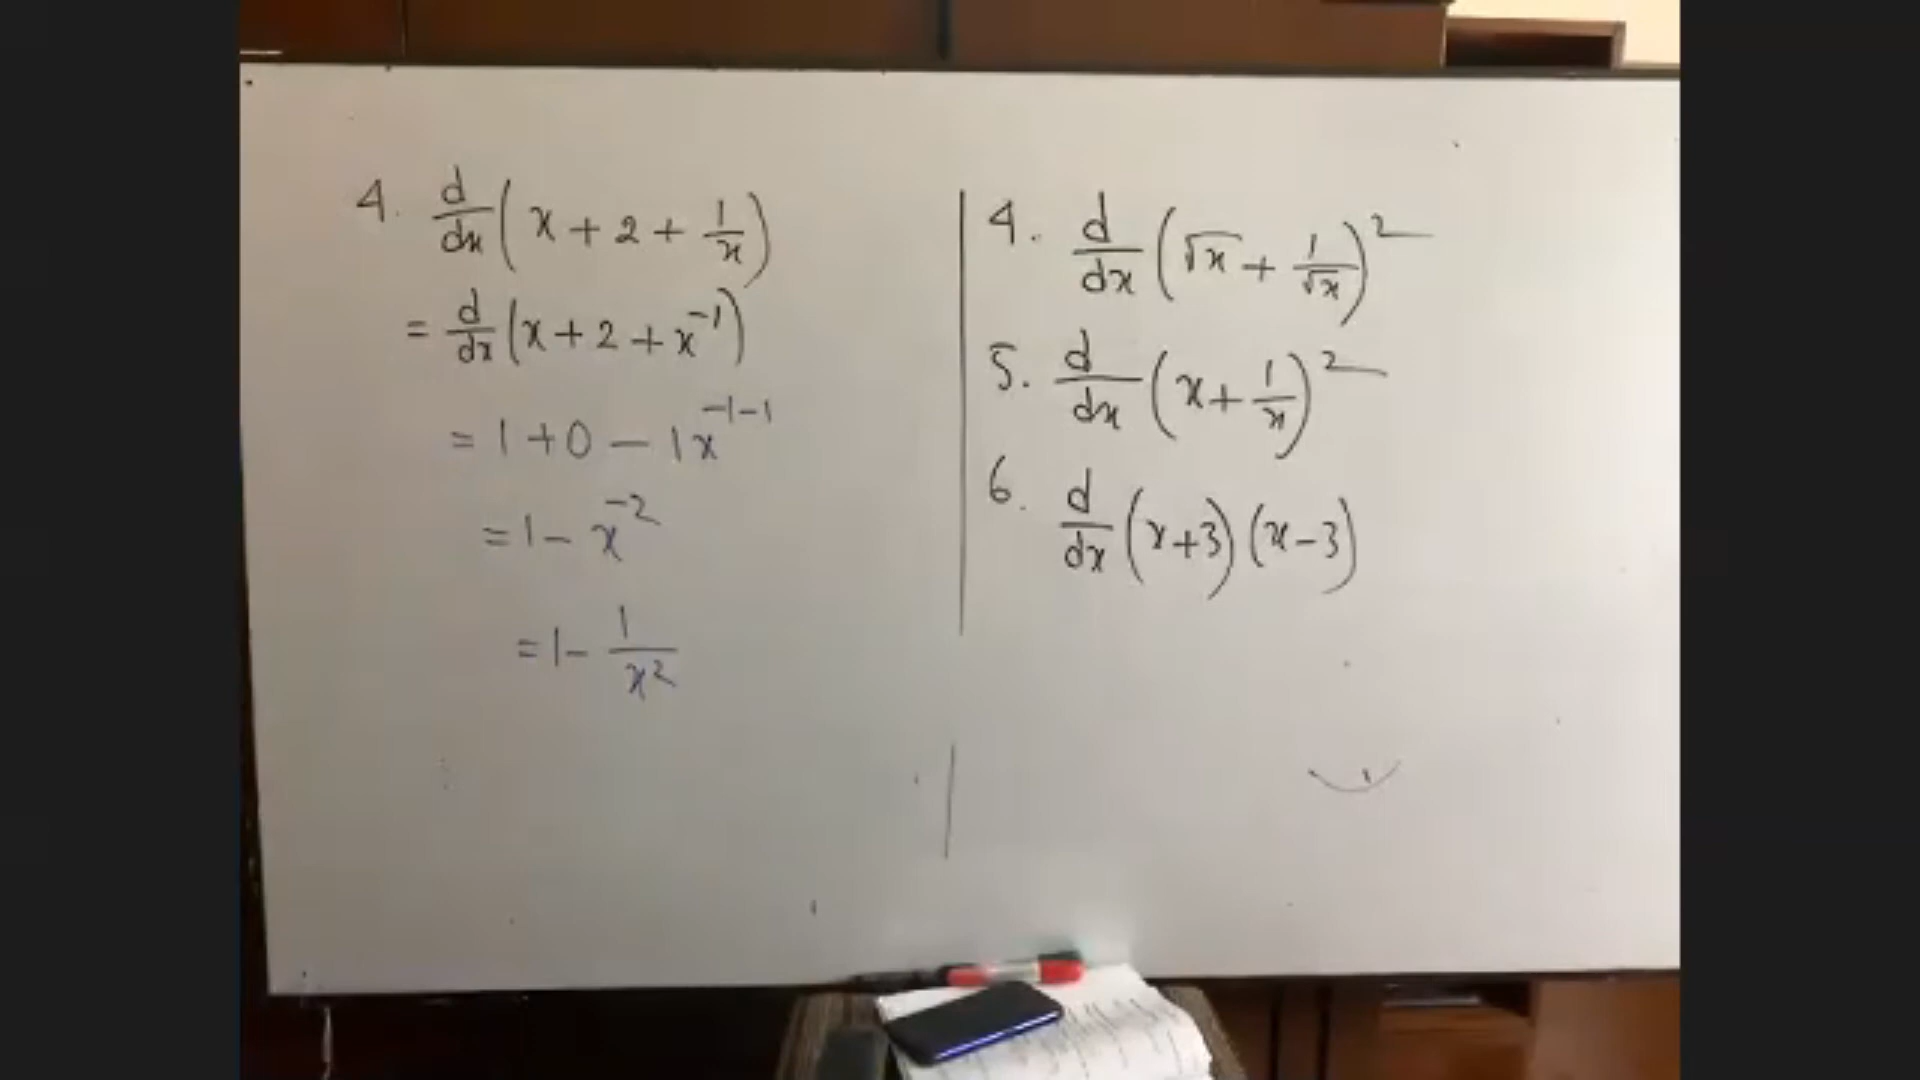 4. d/dx (x + 2 + 1/x)
= d/dx (x + 2 + x⁻¹)
= 1 + 0 − 1x⁻¹⁻¹
= 1 − x⁻²
= 1 − 1/x²
4. d/dx (√x + 1/√x)²
5. d/dx (x + 1/x)²
6. d/dx (x+3) (x−3)